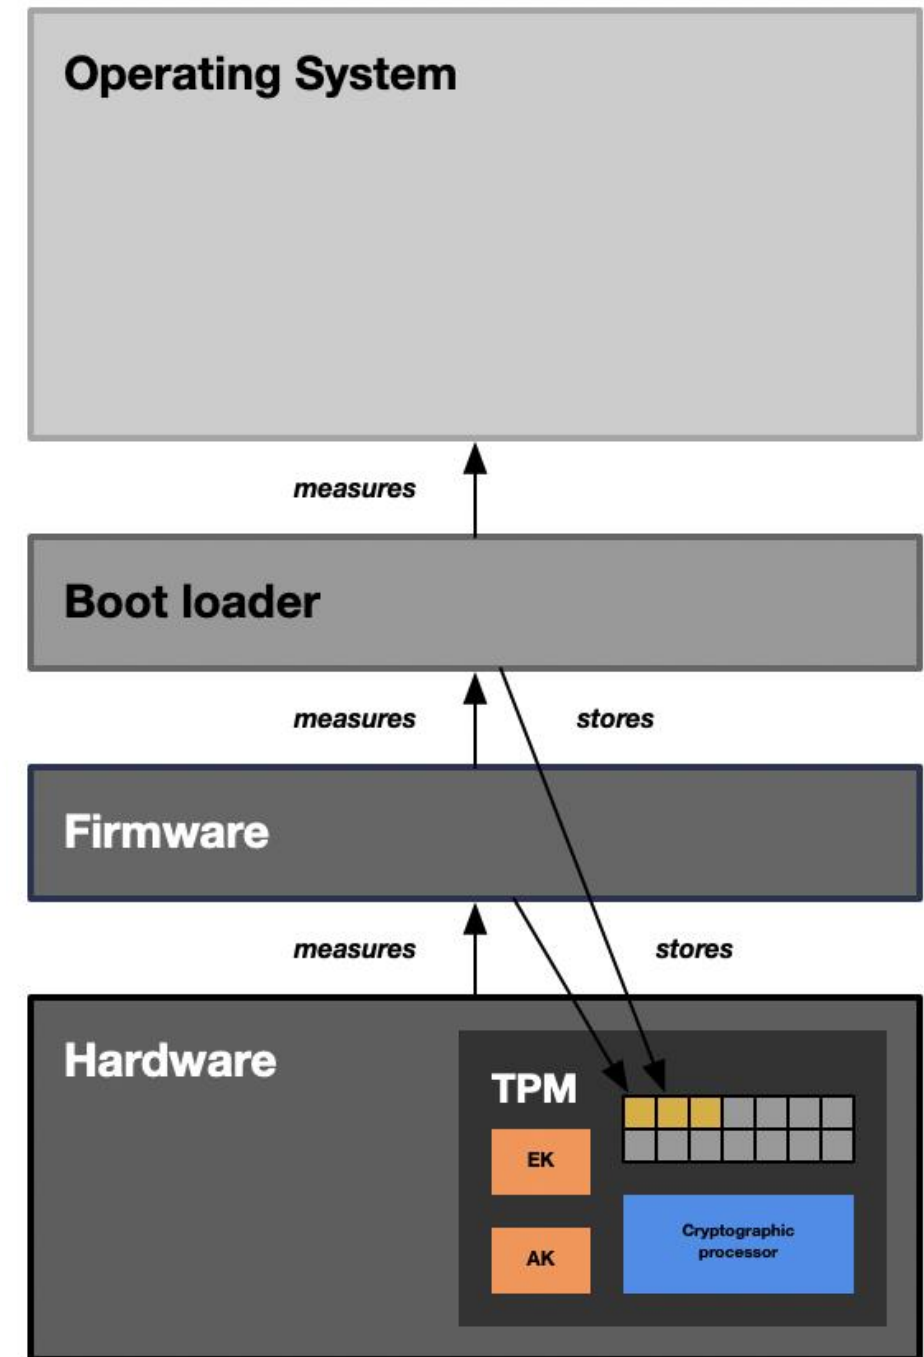 Operating System
measures
Boot loader
measures
stores
Firmware
measures
stores
Hardware
TPM
EK
AK
Cryptographic
processor